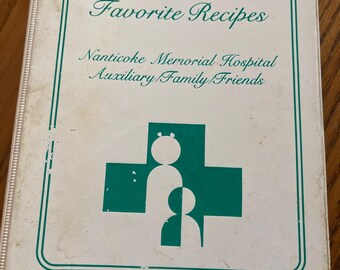 Favorite Recipes
Nanticoke Memorial Hospital
Auxiliary/Family/Friends